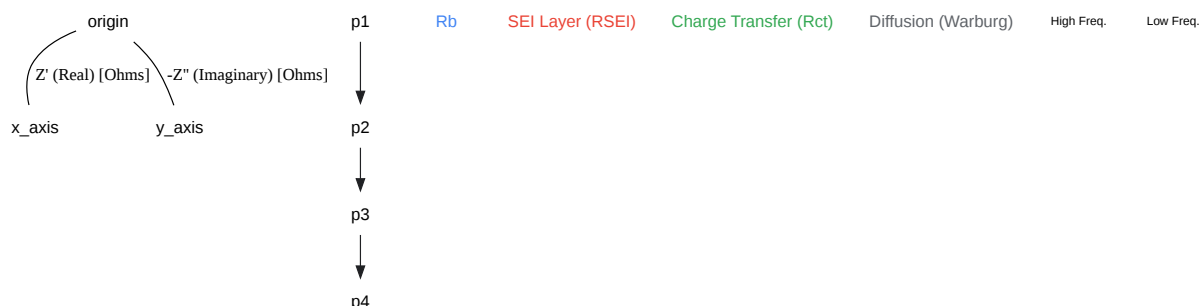 origin p1 Rb SEI Layer (RSEI) Charge Transfer (Rct) Diffusion (Warburg) High Freq. Low Freq.
Z' (Real) [Ohms] -Z'' (Imaginary) [Ohms]
x_axis y_axis p2
p3
p4